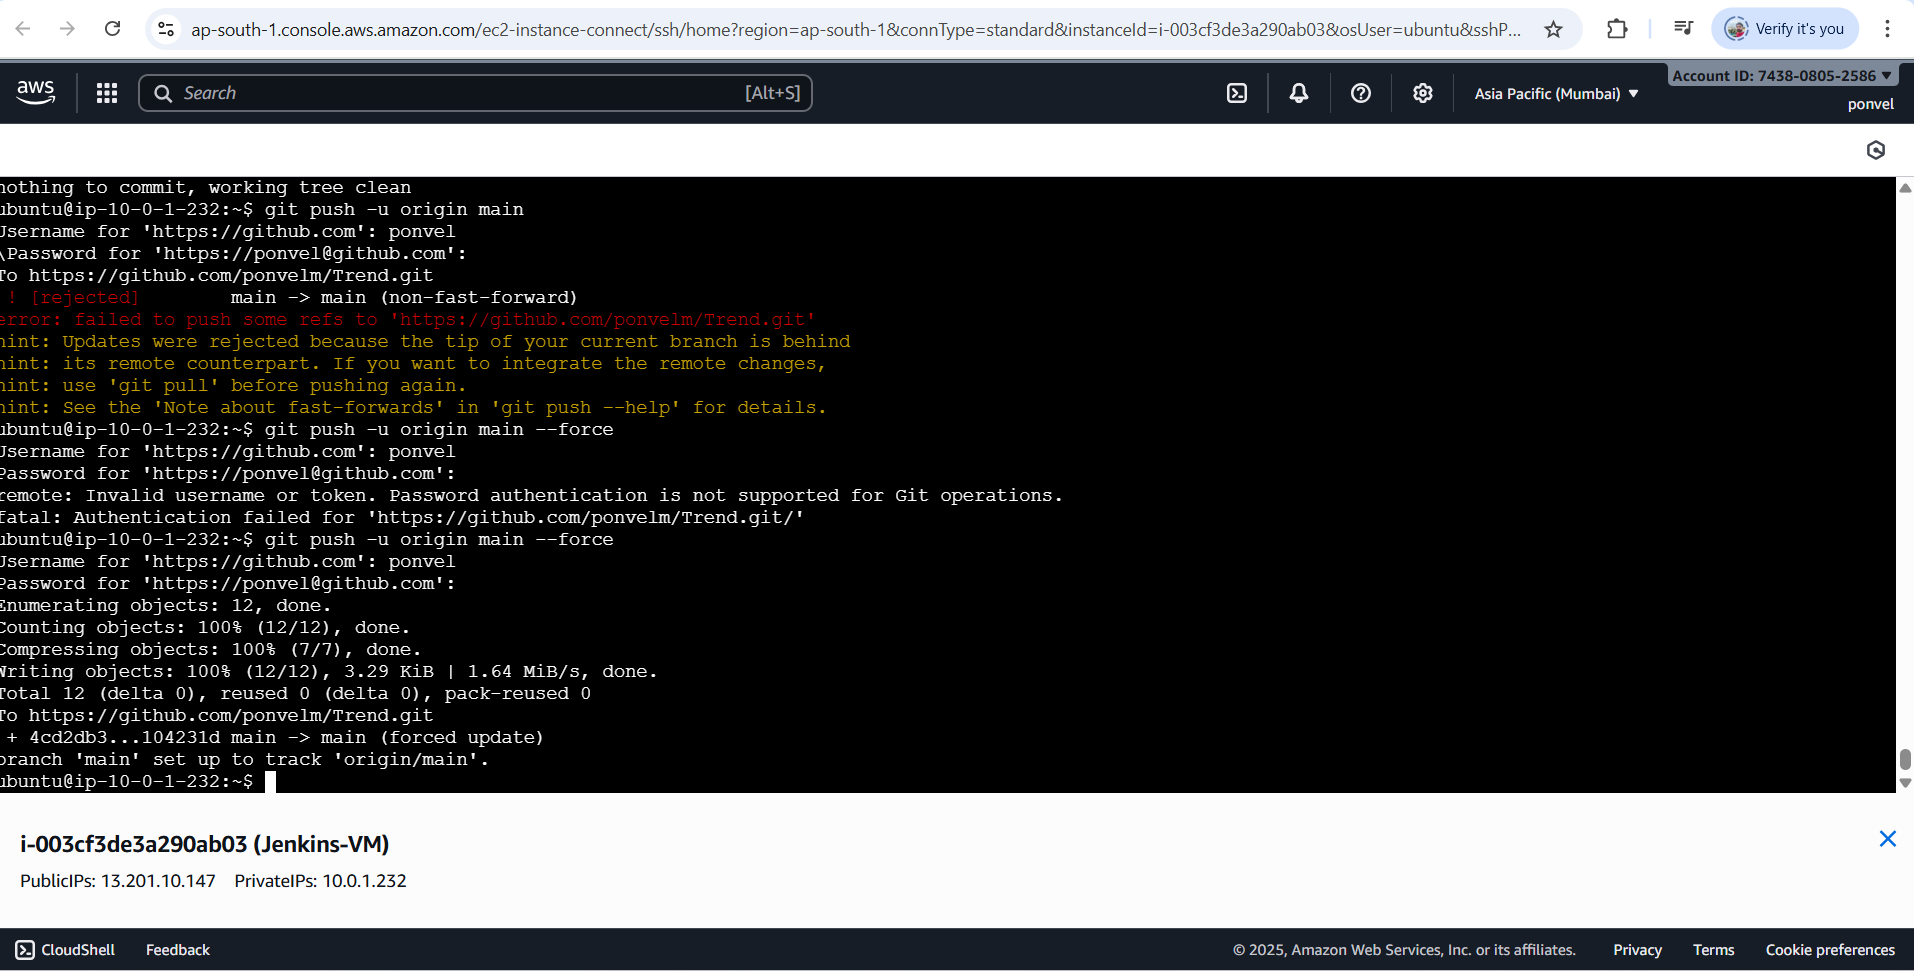 ap-south-1.console.aws.amazon.com/ec2-instance-connect/ssh/home?region=ap-south-1&connType=standard&instanceId=i-003cf3de3a290ab03&osUser=ubuntu&sshP...
Verify it's you
aws
Search
[Alt+S]
Asia Pacific (Mumbai)
Account ID: 7438-0805-2586
ponvel
nothing to commit, working tree clean
ubuntu@ip-10-0-1-232:~$ git push -u origin main
Username for 'https://github.com': ponvel
\Password for 'https://ponvel@github.com':
To https://github.com/ponvelm/Trend.git
! [rejected]        main -> main (non-fast-forward)
error: failed to push some refs to 'https://github.com/ponvelm/Trend.git'
hint: Updates were rejected because the tip of your current branch is behind
hint: its remote counterpart. If you want to integrate the remote changes,
hint: use 'git pull' before pushing again.
hint: See the 'Note about fast-forwards' in 'git push --help' for details.
ubuntu@ip-10-0-1-232:~$ git push -u origin main --force
Username for 'https://github.com': ponvel
Password for 'https://ponvel@github.com':
remote: Invalid username or token. Password authentication is not supported for Git operations.
fatal: Authentication failed for 'https://github.com/ponvelm/Trend.git/'
ubuntu@ip-10-0-1-232:~$ git push -u origin main --force
Username for 'https://github.com': ponvel
Password for 'https://ponvel@github.com':
Enumerating objects: 12, done.
Counting objects: 100% (12/12), done.
Compressing objects: 100% (7/7), done.
Writing objects: 100% (12/12), 3.29 KiB | 1.64 MiB/s, done.
Total 12 (delta 0), reused 0 (delta 0), pack-reused 0
To https://github.com/ponvelm/Trend.git
+ 4cd2db3...104231d main -> main (forced update)
branch 'main' set up to track 'origin/main'.
ubuntu@ip-10-0-1-232:~$
i-003cf3de3a290ab03 (Jenkins-VM)
PublicIPs: 13.201.10.147 PrivateIPs: 10.0.1.232
CloudShell Feedback © 2025, Amazon Web Services, Inc. or its affiliates. Privacy Terms Cookie preferences